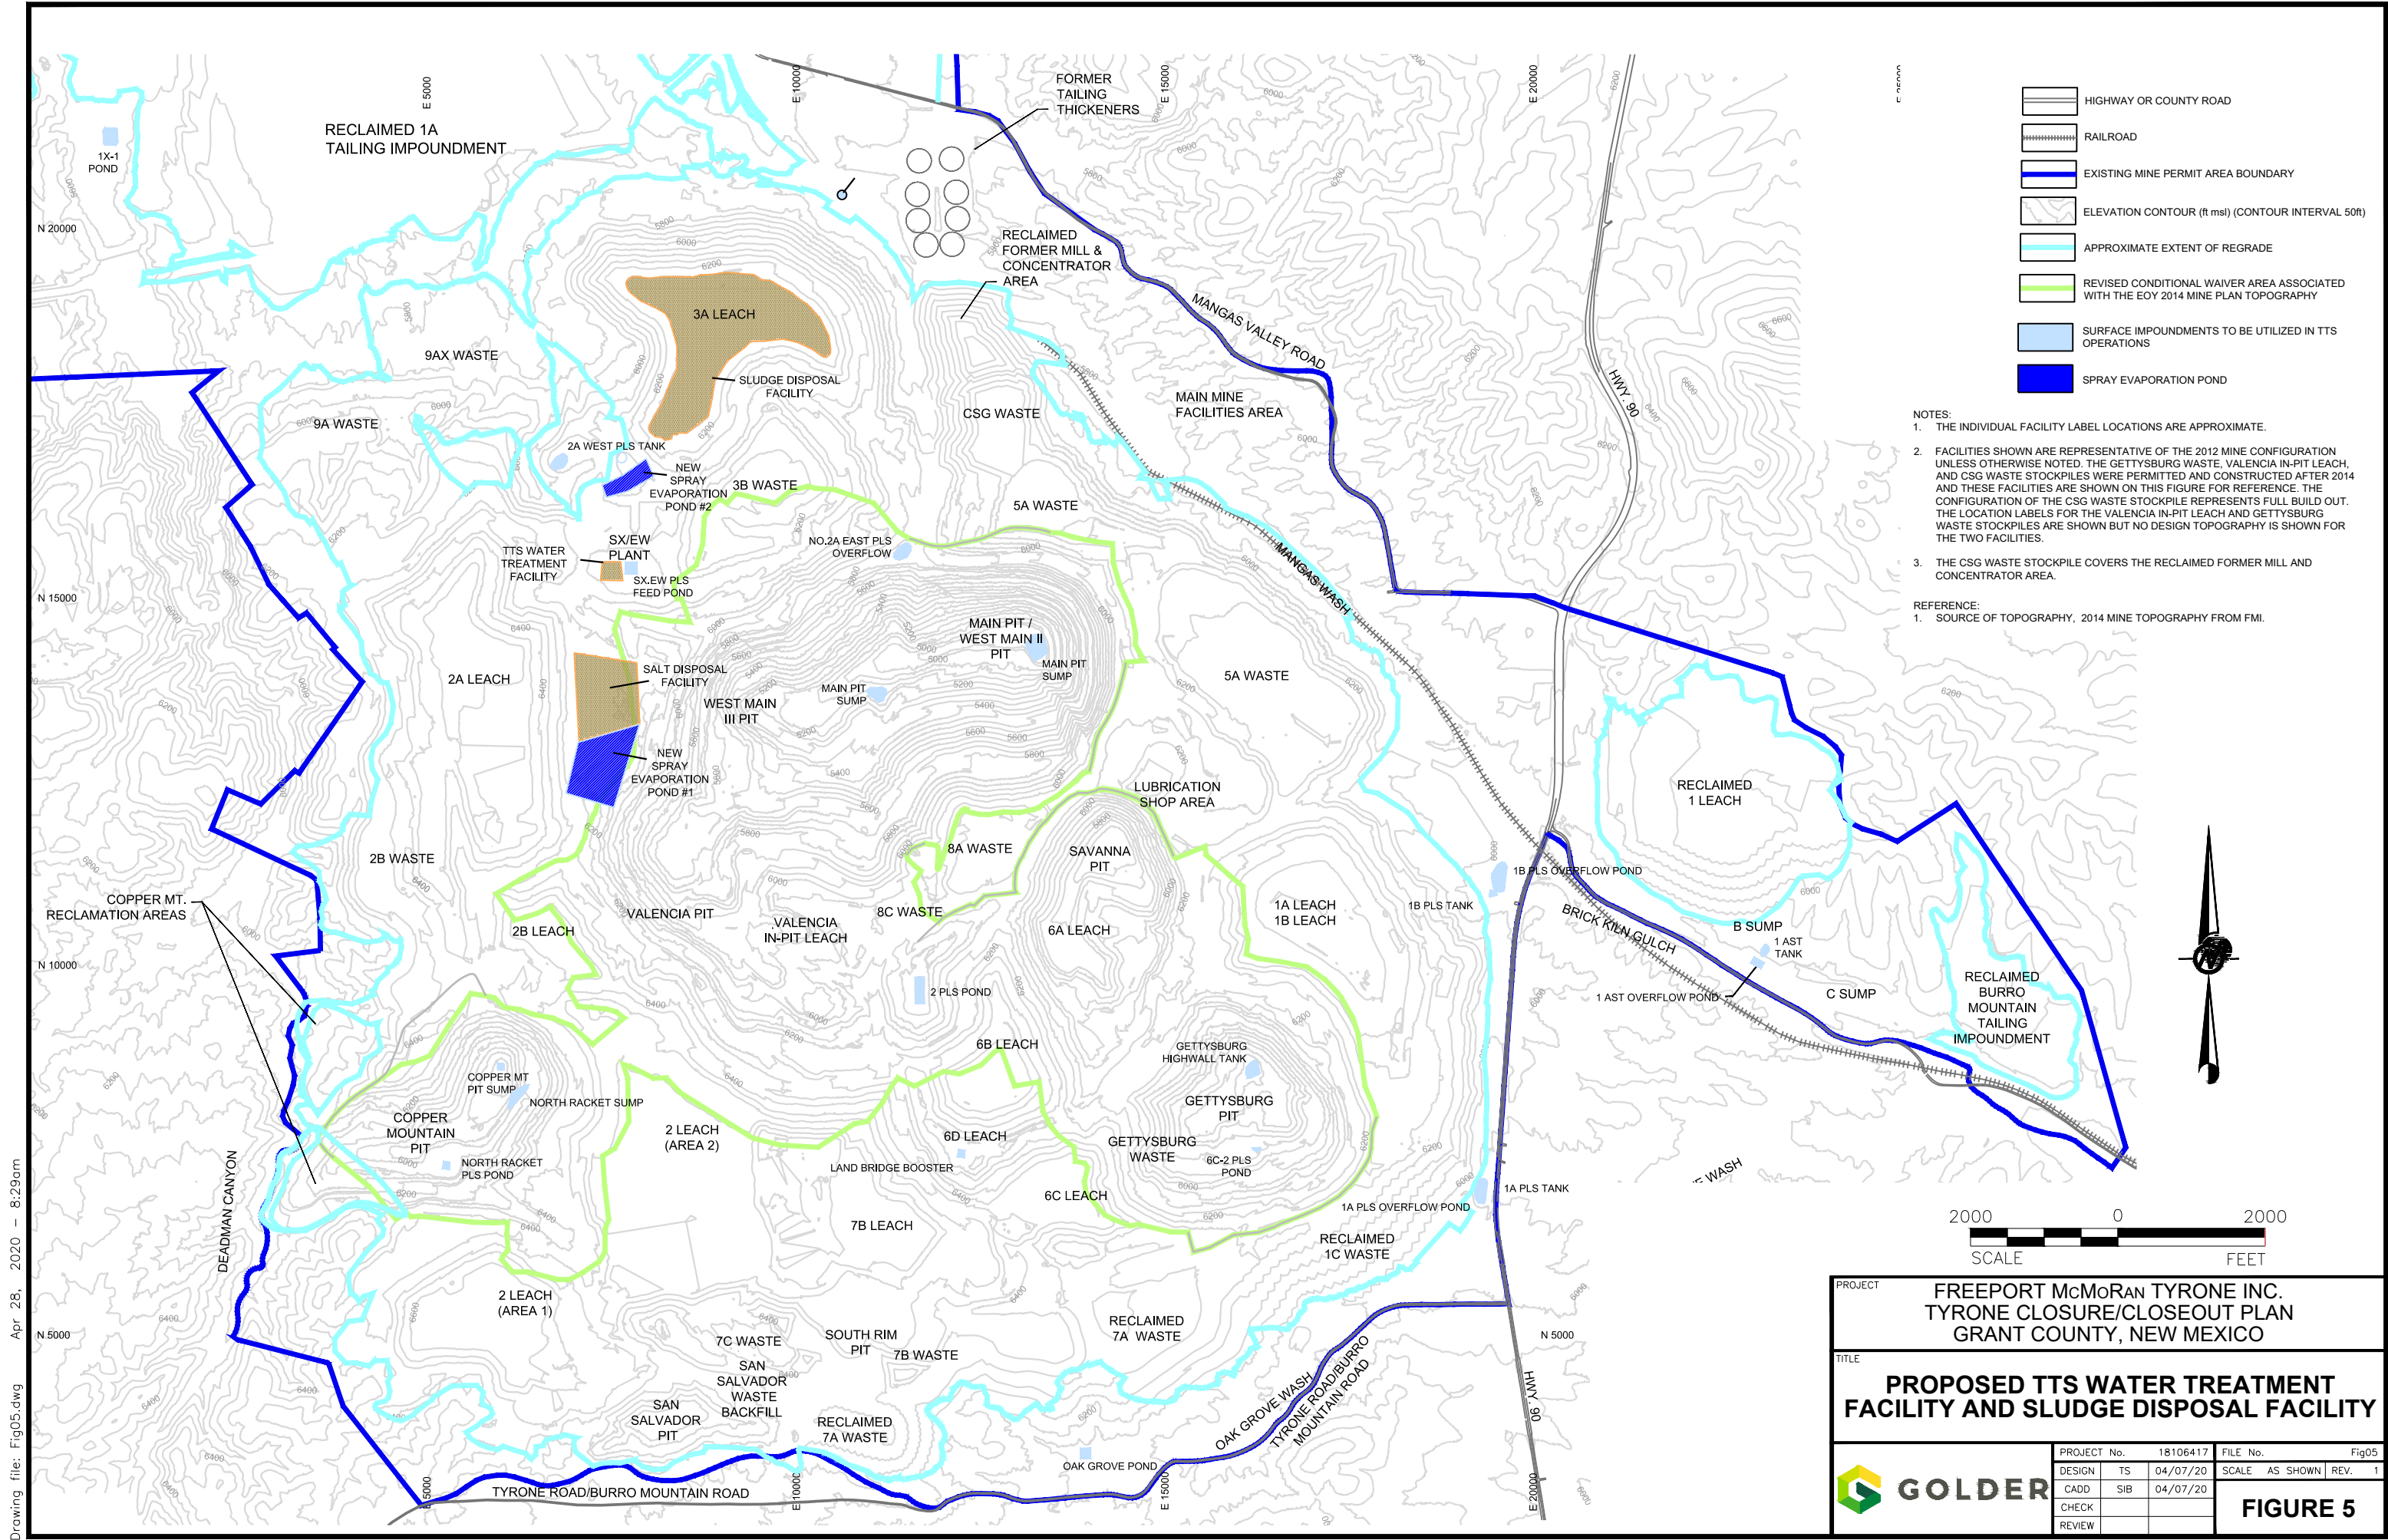 E 5000
E 10000
E 15000
E 20000
FORMER
TAILING
THICKENERS
RECLAIMED 1A
TAILING IMPOUNDMENT
1X-1
POND
N 20000
RECLAIMED
FORMER MILL &
CONCENTRATOR
AREA
3A LEACH
MANGAS VALLEY ROAD
9AX WASTE
SLUDGE DISPOSAL
FACILITY
HWY. 90
MAIN MINE
FACILITIES AREA
CSG WASTE
9A WASTE
2A WEST PLS TANK
NEW
SPRAY
EVAPORATION
POND #2
3B WASTE
5A WASTE
SX/EW
PLANT
NO.2A EAST PLS
OVERFLOW
TTS WATER
TREATMENT
FACILITY
SX.EW PLS
FEED POND
MANGAS WASH
N 15000
MAIN PIT /
WEST MAIN II
PIT
MAIN PIT
SUMP
SALT DISPOSAL
FACILITY
2A LEACH
5A WASTE
MAIN PIT
SUMP
WEST MAIN
III PIT
NEW
SPRAY
EVAPORATION
POND #1
LUBRICATION
SHOP AREA
RECLAIMED
1 LEACH
2B WASTE
8A WASTE
SAVANNA
PIT
1B PLS OVERFLOW POND
COPPER MT.
RECLAMATION AREAS
VALENCIA PIT
VALENCIA
IN-PIT LEACH
8C WASTE
1A LEACH
1B LEACH
1B PLS TANK
BRICK KILN GULCH
2B LEACH
6A LEACH
B SUMP
1 AST
TANK
N 10000
2 PLS POND
1 AST OVERFLOW POND
C SUMP
RECLAIMED
BURRO
MOUNTAIN
TAILING
IMPOUNDMENT
6B LEACH
GETTYSBURG
HIGHWALL TANK
COPPER MT
PIT SUMP
NORTH RACKET SUMP
GETTYSBURG
PIT
COPPER
MOUNTAIN
PIT
2 LEACH
(AREA 2)
6D LEACH
GETTYSBURG
WASTE
NORTH RACKET
PLS POND
LAND BRIDGE BOOSTER
6C-2 PLS
POND
DEADMAN CANYON
6C LEACH
1A PLS TANK
1A PLS OVERFLOW POND
7B LEACH
RECLAIMED
1C WASTE
2 LEACH
(AREA 1)
N 5000
RECLAIMED
7A WASTE
N 5000
7C WASTE
SOUTH RIM
PIT
7B WASTE
SAN
SALVADOR
WASTE
BACKFILL
SAN
SALVADOR
PIT
RECLAIMED
7A WASTE
OAK GROVE WASH
TYRONE ROAD/BURRO
MOUNTAIN ROAD
HWY. 90
OAK GROVE POND
TYRONE ROAD/BURRO MOUNTAIN ROAD
E 5000
E 10000
E 15000
E 20000
HIGHWAY OR COUNTY ROAD
RAILROAD
EXISTING MINE PERMIT AREA BOUNDARY
ELEVATION CONTOUR (ft msl) (CONTOUR INTERVAL 50ft)
APPROXIMATE EXTENT OF REGRADE
REVISED CONDITIONAL WAIVER AREA ASSOCIATED
WITH THE EOY 2014 MINE PLAN TOPOGRAPHY
SURFACE IMPOUNDMENTS TO BE UTILIZED IN TTS
OPERATIONS
SPRAY EVAPORATION POND
NOTES:
1. THE INDIVIDUAL FACILITY LABEL LOCATIONS ARE APPROXIMATE.
2. FACILITIES SHOWN ARE REPRESENTATIVE OF THE 2012 MINE CONFIGURATION
UNLESS OTHERWISE NOTED. THE GETTYSBURG WASTE, VALENCIA IN-PIT LEACH,
AND CSG WASTE STOCKPILES WERE PERMITTED AND CONSTRUCTED AFTER 2014
AND THESE FACILITIES ARE SHOWN ON THIS FIGURE FOR REFERENCE. THE
CONFIGURATION OF THE CSG WASTE STOCKPILE REPRESENTS FULL BUILD OUT.
THE LOCATION LABELS FOR THE VALENCIA IN-PIT LEACH AND GETTYSBURG
WASTE STOCKPILES ARE SHOWN BUT NO DESIGN TOPOGRAPHY IS SHOWN FOR
THE TWO FACILITIES.
3. THE CSG WASTE STOCKPILE COVERS THE RECLAIMED FORMER MILL AND
CONCENTRATOR AREA.
REFERENCE:
1. SOURCE OF TOPOGRAPHY, 2014 MINE TOPOGRAPHY FROM FMI.
2000 0 2000
SCALE FEET
PROJECT
FREEPORT McMoRAN TYRONE INC.
TYRONE CLOSURE/CLOSEOUT PLAN
GRANT COUNTY, NEW MEXICO
TITLE
PROPOSED TTS WATER TREATMENT
FACILITY AND SLUDGE DISPOSAL FACILITY
GOLDER
PROJECT No. 18106417 FILE No. Fig05
DESIGN TS 04/07/20 SCALE AS SHOWN REV. 1
CADD SIB 04/07/20
CHECK
REVIEW
FIGURE 5
Drawing file: Fig05.dwg Apr 28, 2020 – 8:29am